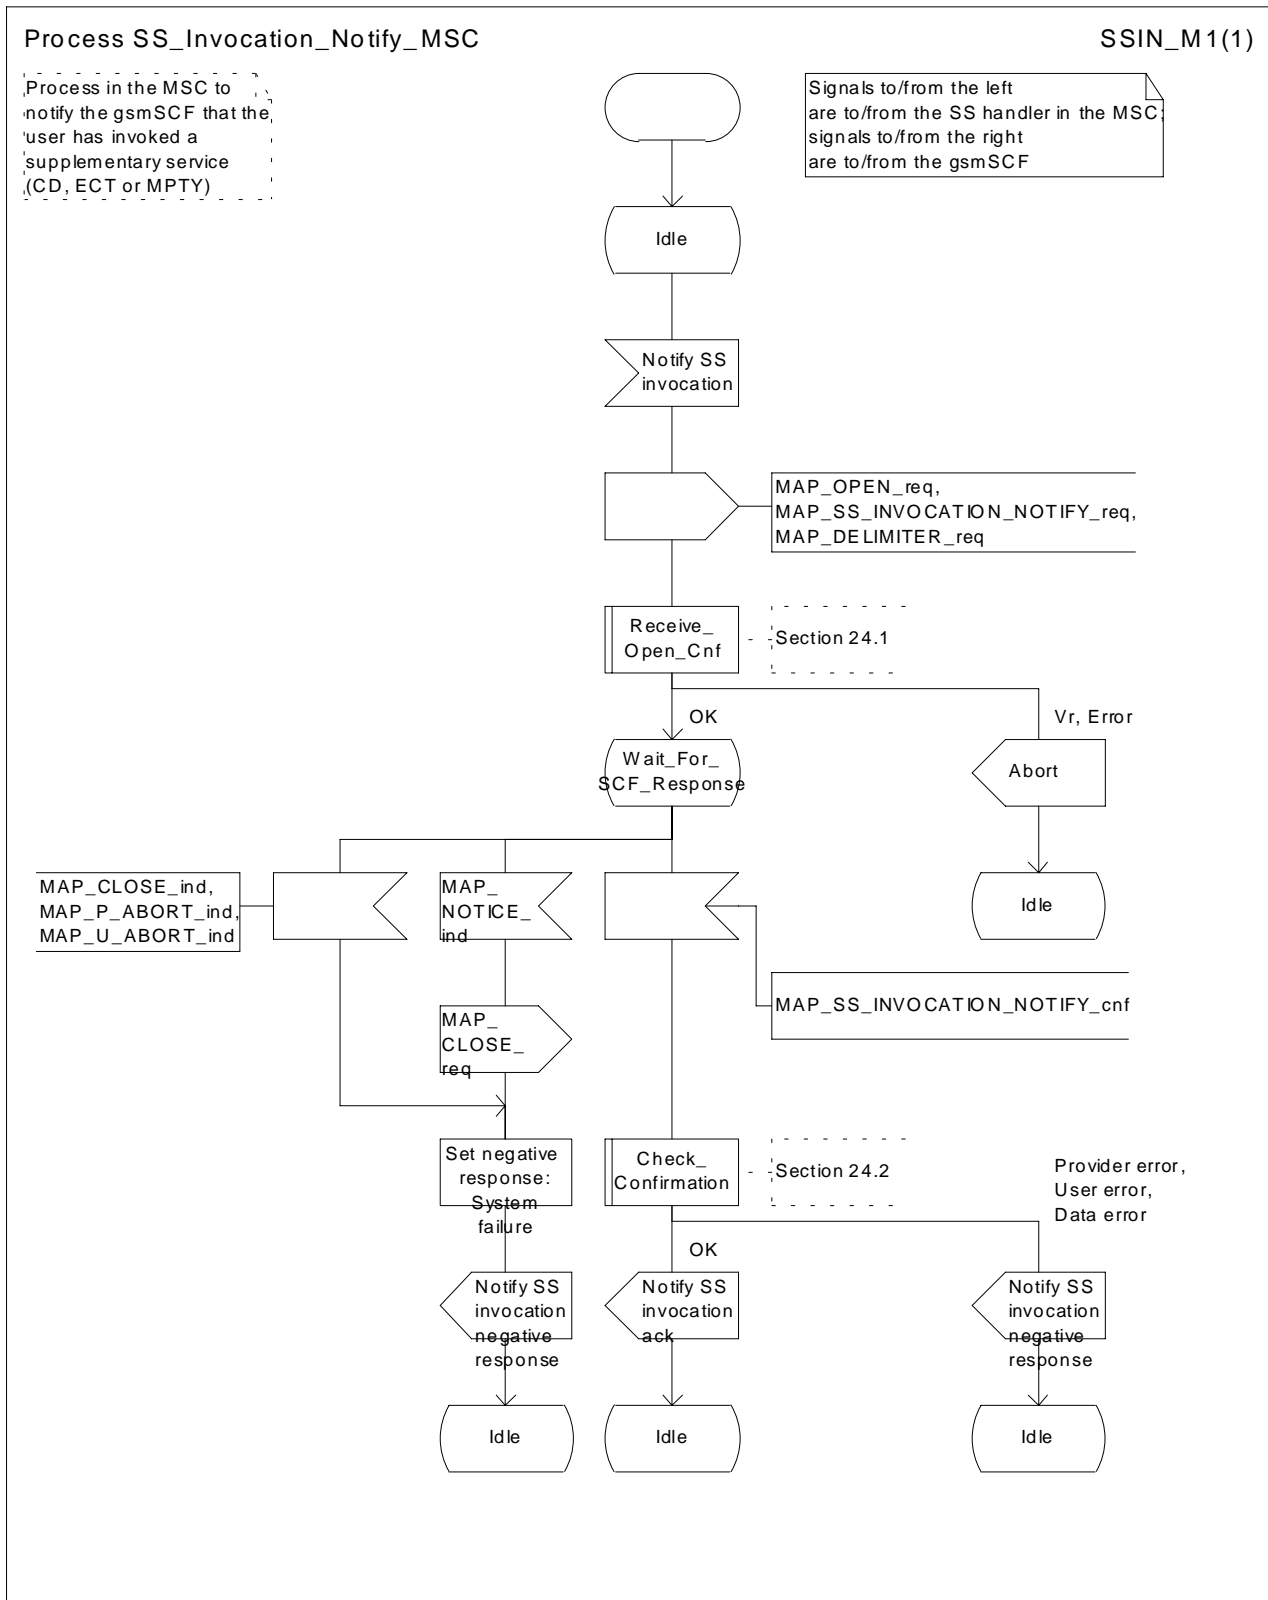 Process SS_Invocation_Notify_MSC
SSIN_M1(1)
Process in the MSC to
notify the gsmSCF that the
user has invoked a
supplementary service
(CD, ECT or MPTY)
Signals to/from the left
are to/from the SS handler in the MSC;
signals to/from the right
are to/from the gsmSCF
Idle
Notify SS
invocation
MAP_OPEN_req,
MAP_SS_INVOCATION_NOTIFY_req,
MAP_DELIMITER_req
Receive_
Open_Cnf
Section 24.1
OK
Vr, Error
Wait_For_
SCF_Response
Abort
MAP_CLOSE_ind,
MAP_P_ABORT_ind,
MAP_U_ABORT_ind
MAP_
NOTICE_
ind
Idle
MAP_SS_INVOCATION_NOTIFY_cnf
MAP_
CLOSE_
req
Set negative
response:
System
failure
Check_
Confirmation
Section 24.2
Provider error,
User error,
Data error
OK
Notify SS
invocation
negative
response
Notify SS
invocation
ack
Notify SS
invocation
negative
response
Idle
Idle
Idle